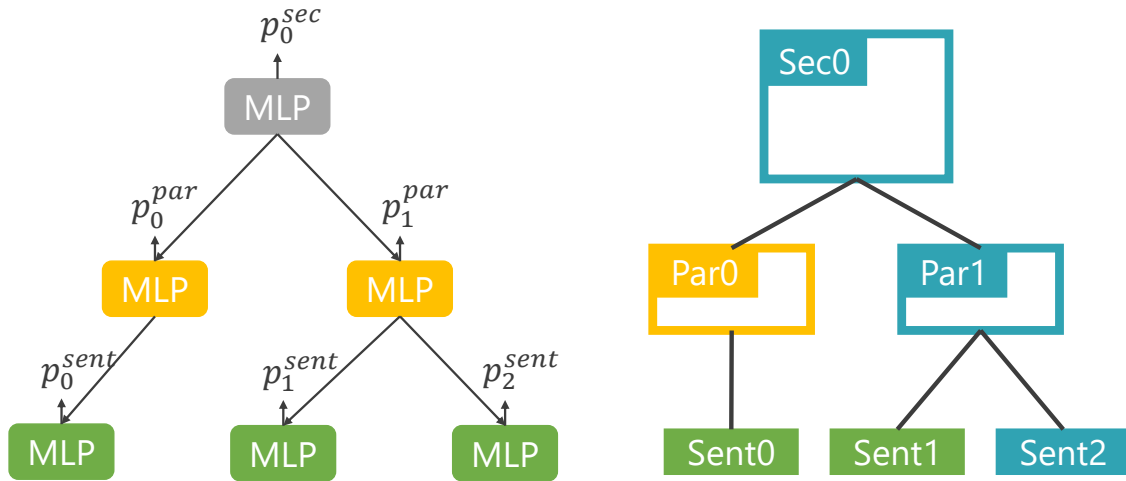 p_0^{sec}
MLP
p_0^{par}
p_1^{par}
MLP
MLP
p_0^{sent}
p_1^{sent}
p_2^{sent}
MLP
MLP
MLP
Sec0
Par0
Par1
Sent0
Sent1
Sent2